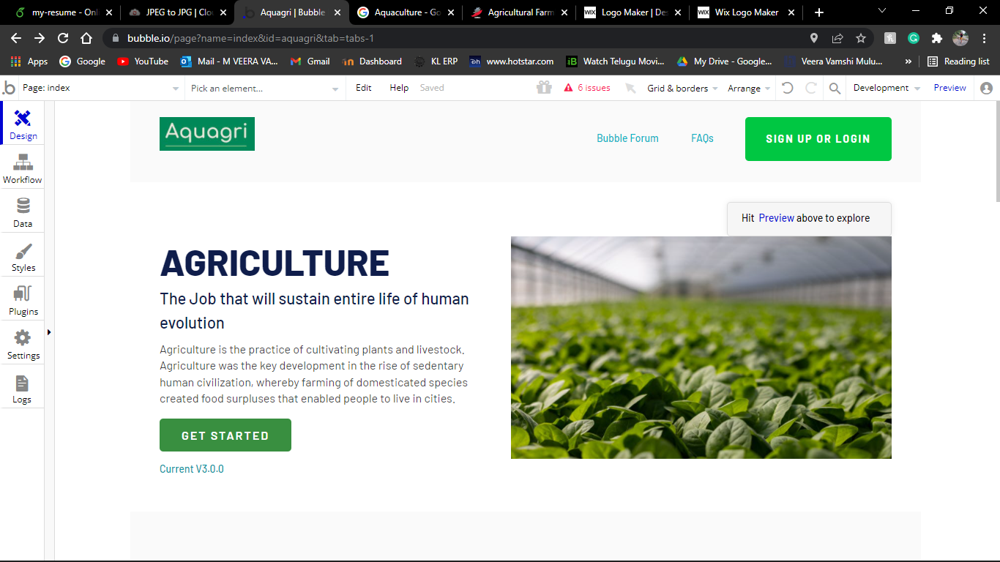 my-resume - Onli
JPEG to JPG | Clou
Aquagri | Bubble
Aquaculture - Go
Agricultural Farm
Logo Maker | Des
Wix Logo Maker
bubble.io/page?name=index&id=aquagri&tab=tabs-1
Apps
Google
YouTube
Mail - M VEERA VA...
Gmail
Dashboard
KL ERP
www.hotstar.com
Watch Telugu Movi...
My Drive - Google...
Veera Vamshi Mulu...
»
Reading list
Page: index
Pick an element...
Edit
Help
Saved
6 issues
Grid & borders
Arrange
Development
Preview
Design
Workflow
Data
Styles
Plugins
Settings
Logs
Aquagri
Bubble Forum
FAQs
SIGN UP OR LOGIN
Hit Preview above to explore
AGRICULTURE
The Job that will sustain entire life of human
evolution
Agriculture is the practice of cultivating plants and livestock.
Agriculture was the key development in the rise of sedentary
human civilization, whereby farming of domesticated species
created food surpluses that enabled people to live in cities.
GET STARTED
Current V3.0.0